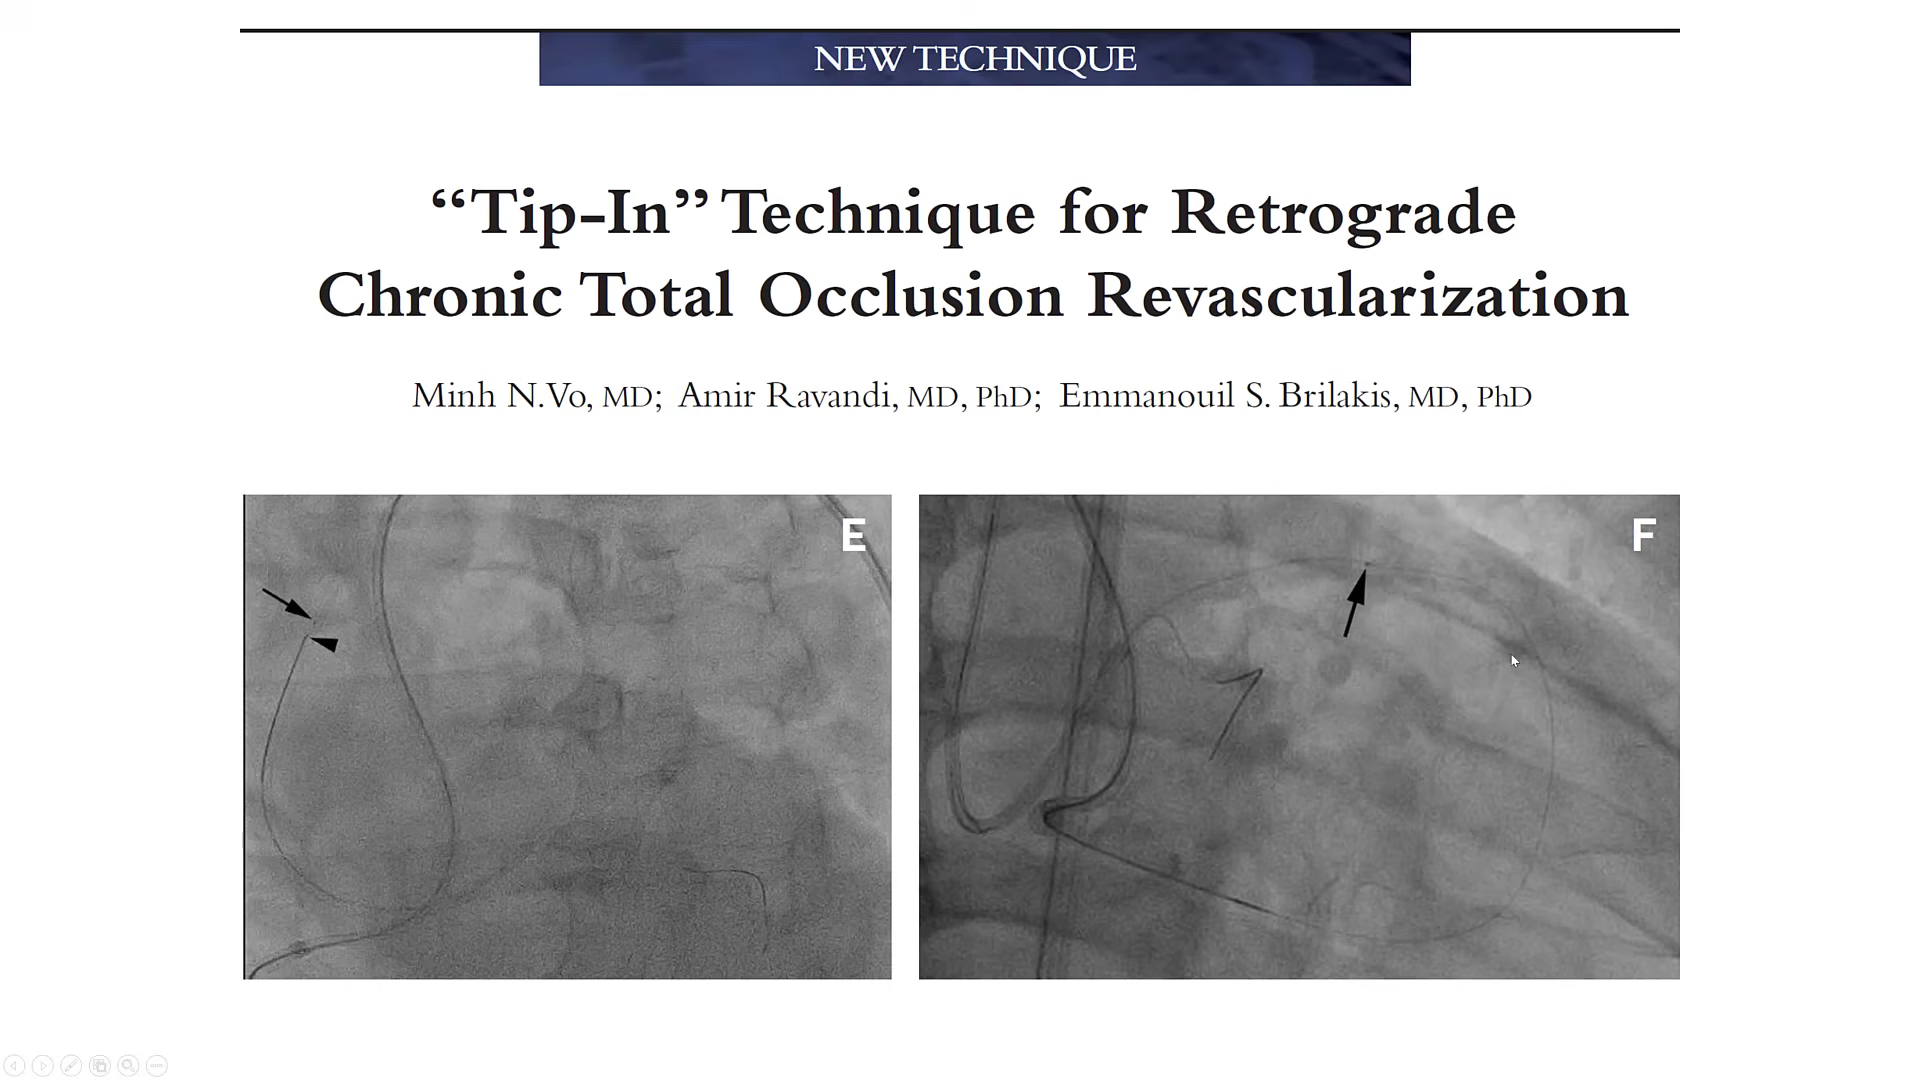 NEW TECHNIQUE
“Tip-In” Technique for Retrograde
Chronic Total Occlusion Revascularization
Minh N. Vo, MD; Amir Ravandi, MD, PhD; Emmanouil S. Brilakis, MD, PhD
E
F